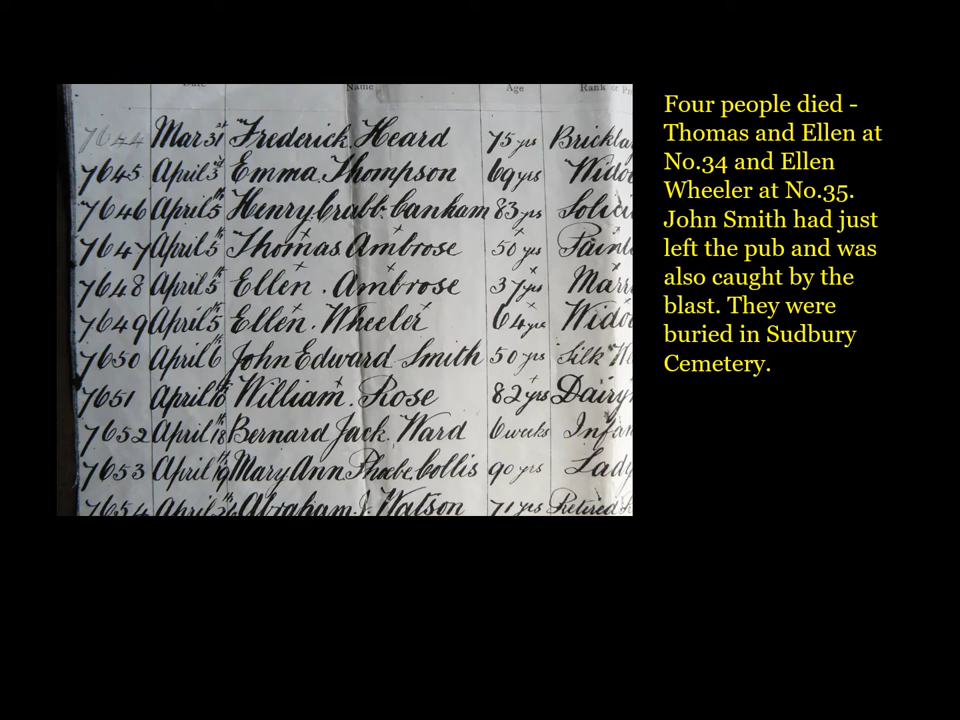 Date Name Age Rank or Pr
7644 Mar 31st Frederick Heard 75 yrs Bricklay
7645 April 3rd Emma Thompson 69 yrs Wido
7646 April 5th Henry Crabb Canham 83 yrs Solici
7647 April 5th Thomas Ambrose 50 yrs Paint
7648 April 5th Ellen Ambrose 37 yrs Marri
7649 April 5th Ellen Wheeler 64 yrs Wido
7650 April 6th John Edward Smith 50 yrs Silk W
7651 William Rose 82 yrs Dairy
7652 April 18th Bernard Jack Ward 6 weeks Infan
7653 April 19th Mary Ann Phoebe Collis 90 yrs Lady
7654 Abraham J. Watson 71 yrs Retired
Four people died -
Thomas and Ellen at
No.34 and Ellen
Wheeler at No.35.
John Smith had just
left the pub and was
also caught by the
blast. They were
buried in Sudbury
Cemetery.